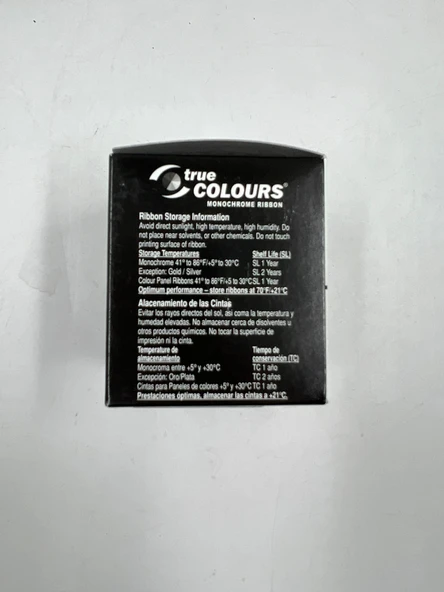 true
COLOURS®
MONOCHROME RIBBON
Ribbon Storage Information
Avoid direct sunlight, high temperature, high humidity. Do
not place near solvents, or other chemicals. Do not touch
printing surface of ribbon.
Storage Temperatures Shelf Life (SL)
Monochrome 41° to 86°F/+5° to 30°C SL 1 Year
Exception: Gold / Silver SL 2 Years
Colour Panel Ribbons 41° to 86°F/+5 to 30°C SL 1 Year
Optimum performance – store ribbons at 70°F/+21°C
Alacenamiento de las Cintas
Evitar los rayos directos del sol, asi como la temperatura y
humedad elevadas. No almacenar cerca de disolventes u
otros productos químicos. No tocar la superficie de
impresión ni la cinta.
Temperatura de Tiempo de
almacenamiento conservación (TC)
Monocroma entre +5° y +30°C TC 1 año
Excepción: Oro/Plata TC 2 años
Cintas para Paneles de colores +5° y +30°C TC 1 año
Prestaciones óptimas, almacenar las cintas a +21°C.